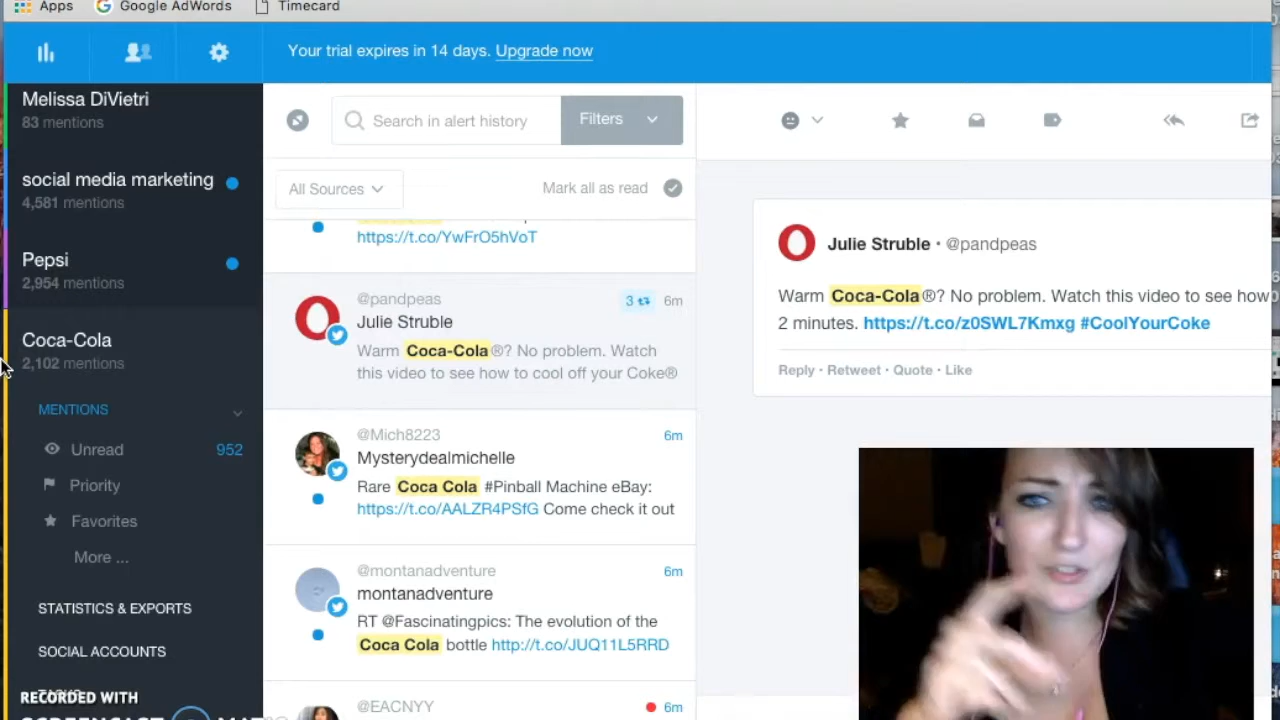 Apps Google AdWords Timecard
Your trial expires in 14 days. Upgrade now
Melissa DiVietri
83 mentions
social media marketing
4,581 mentions
Pepsi
2,954 mentions
Coca-Cola
2,102 mentions
MENTIONS
Unread 952
Priority
Favorites
More ...
STATISTICS & EXPORTS
SOCIAL ACCOUNTS
RECORDED WITH
Search in alert history
Filters
All Sources
Mark all as read
https://t.co/YwFrO5hVoT
@pandpeas 3 6m
Julie Struble
Warm Coca-Cola®? No problem. Watch
this video to see how to cool off your Coke®
@Mich8223 6m
Mysterydealmichelle
Rare Coca Cola #Pinball Machine eBay:
https://t.co/AALZR4PSfG Come check it out
@montanadventure 6m
montanadventure
RT @Fascinatingpics: The evolution of the
Coca Cola bottle http://t.co/JUQ11L5RRD
@EACNYY 6m
Julie Struble • @pandpeas
Warm Coca-Cola®? No problem. Watch this video to see how
2 minutes. https://t.co/z0SWL7Kmxg #CoolYourCoke
Reply • Retweet • Quote • Like